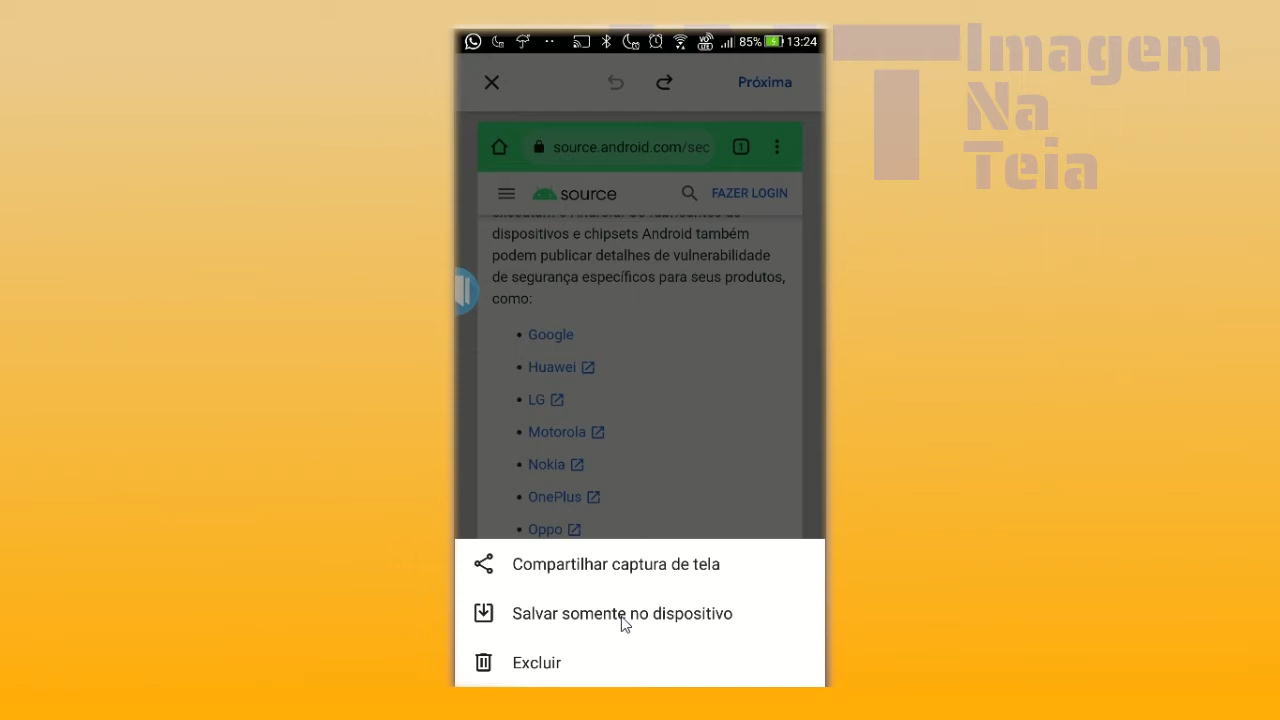 Imagem
Na
Teia
85% 13:24
Próxima
source.android.com/sec 1
source FAZER LOGIN
dispositivos e chipsets Android também
podem publicar detalhes de vulnerabilidade
de segurança específicos para seus produtos,
como:
• Google
• Huawei
• LG
• Motorola
• Nokia
• OnePlus
• Oppo
Compartilhar captura de tela
Salvar somente no dispositivo
Excluir